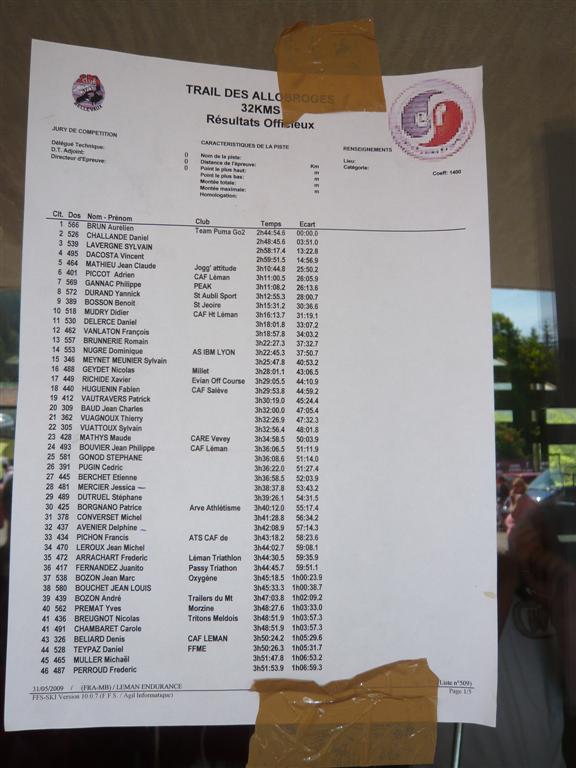 TRAIL DES ALLOBROGES
32KMS
Résultats Officieux
JURY DE COMPETITION
Délégué Technique: ()
D.T. Adjoint: ()
Directeur d'Epreuve: ()
CARACTERISTIQUES DE LA PISTE
Nom de la piste:
Distance de l'épreuve: Km
Point le plus haut: m
Point le plus bas: m
Montée totale: m
Montée maximale: m
Homologation:
RENSEIGNEMENTS
Lieu:
Catégorie:
Coeff: 1400
Clt. Dos Nom - Prénom Club Temps Ecart
1 566 BRUN Aurélien Team Puma Go2 2h44:54.6 00:00.0
2 526 CHALLANDE Daniel 2h48:45.6 03:51.0
3 539 LAVERGNE SYLVAIN 2h58:17.4 13:22.8
4 495 DACOSTA Vincent 2h59:51.5 14:56.9
5 464 MATHIEU Jean Claude Jogg' attitude 3h10:44.8 25:50.2
6 401 PICCOT Adrien CAF Léman 3h11:00.5 26:05.9
7 569 GANNAC Philippe PEAK 3h11:08.2 26:13.6
8 572 DURAND Yannick St Aubli Sport 3h12:55.3 28:00.7
9 389 BOSSON Benoit St Jeoire 3h15:31.2 30:36.6
10 518 MUDRY Didier CAF Ht Léman 3h16:13.7 31:19.1
11 530 DELERCE Daniel 3h18:01.8 33:07.2
12 462 VANLATON François 3h18:57.8 34:03.2
13 557 BRUNNERIE Romain 3h22:27.3 37:32.7
14 553 NUGRE Dominique AS IBM LYON 3h22:45.3 37:50.7
15 346 MEYNET MEUNIER Sylvain 3h25:47.8 40:53.2
16 488 GEYDET Nicolas Millet 3h28:01.1 43:06.5
17 449 RICHIDE Xavier Evian Off Course 3h29:05.5 44:10.9
18 440 HUGUENIN Fabien CAF Salève 3h29:53.8 44:59.2
19 412 VAUTRAVERS Patrick 3h30:19.0 45:24.4
20 309 BAUD Jean Charles 3h32:00.0 47:05.4
21 362 VUAGNOUX Thierry 3h32:26.9 47:32.3
22 305 VUATTOUX Sylvain 3h32:56.4 48:01.8
23 428 MATHYS Maude CARE Vevey 3h34:58.5 50:03.9
24 493 BOUVIER Jean Philippe CAF Léman 3h36:06.5 51:11.9
25 581 GONOD STEPHANE 3h36:08.6 51:14.0
26 391 PUGIN Cedric 3h36:22.0 51:27.4
27 445 BERCHET Etienne 3h36:58.5 52:03.9
28 481 MERCIER Jessica 3h38:37.8 53:43.2
29 489 DUTRUEL Stéphane 3h39:26.1 54:31.5
30 425 BORGNANO Patrice Arve Athlétisme 3h40:12.0 55:17.4
31 378 CONVERSET Michel 3h41:28.8 56:34.2
32 437 AVENIER Delphine 3h42:08.9 57:14.3
33 434 PICHON Francis ATS CAF de 3h43:18.2 58:23.6
34 470 LEROUX Jean Michel 3h44:02.7 59:08.1
35 472 ARRACHART Frederic Léman Triathlon 3h44:30.5 59:35.9
36 417 FERNANDEZ Juanito Passy Triathlon 3h44:45.7 59:51.1
37 538 BOZON Jean Marc Oxygène 3h45:18.5 1h00:23.9
38 580 BOUCHET JEAN LOUIS 3h45:33.3 1h00:38.7
39 439 BOZON André Trailers du Mt 3h47:03.8 1h02:09.2
40 562 PREMAT Yves Morzine 3h48:27.6 1h03:33.0
41 436 BREUGNOT Nicolas Tritons Meldois 3h48:51.9 1h03:57.3
41 491 CHAMBARET Carole 3h48:51.9 1h03:57.3
43 326 BELIARD Denis CAF LEMAN 3h50:24.2 1h05:29.6
44 528 TEYPAZ Daniel FFME 3h50:26.3 1h05:31.7
45 465 MULLER Michaël 3h51:47.8 1h06:53.2
46 487 PERROUD Frederic 3h51:53.9 1h06:59.3
31/05/2009 / (FRA-MB) / LEMAN ENDURANCE (Liste n°509)
FFS-SKI Version 10.0.7 (F.F.S. / Agil Informatique) Page 1/5